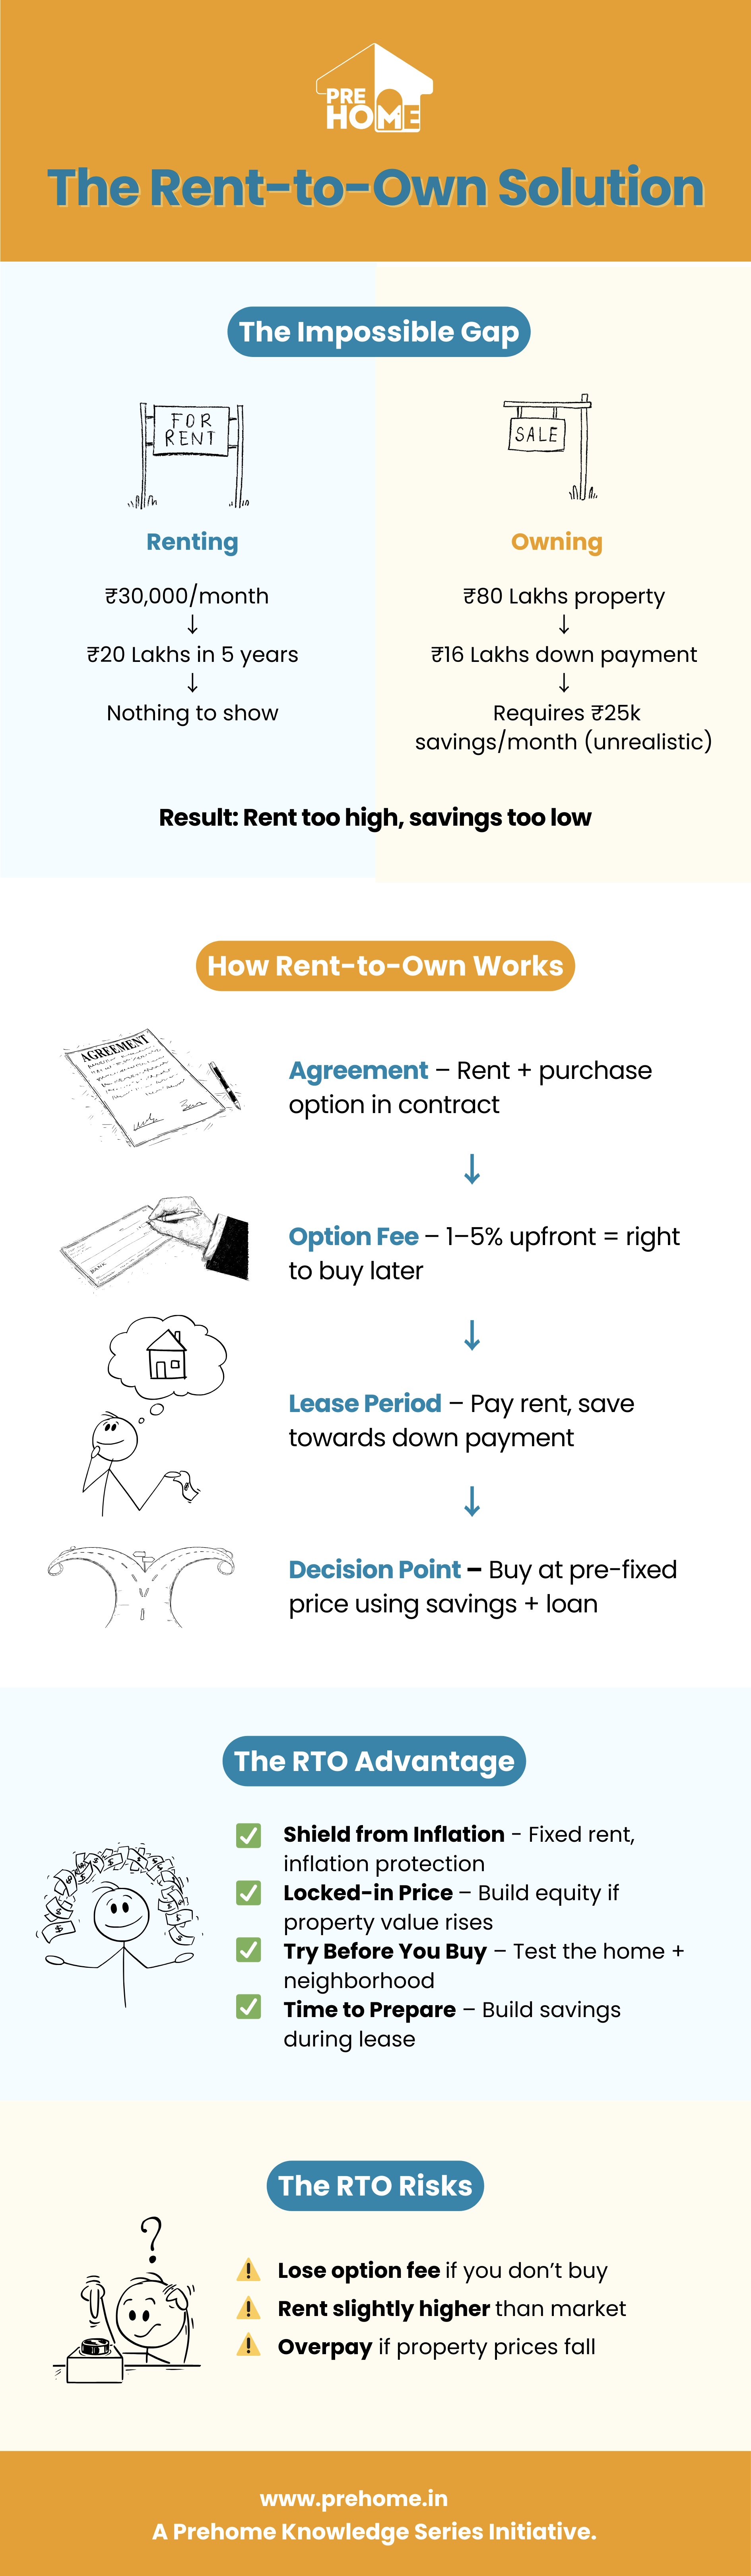 PRE
HOME
The Rent-to-Own Solution
The Impossible Gap
FOR
RENT
Renting
₹30,000/month
↓
₹20 Lakhs in 5 years
↓
Nothing to show
SALE
Owning
₹80 Lakhs property
↓
₹16 Lakhs down payment
↓
Requires ₹25k
savings/month (unrealistic)
Result: Rent too high, savings too low
How Rent-to-Own Works
AGREEMENT
Agreement – Rent + purchase
option in contract
↓
BANK
Option Fee – 1–5% upfront = right
to buy later
↓
Lease Period – Pay rent, save
towards down payment
↓
Decision Point – Buy at pre-fixed
price using savings + loan
The RTO Advantage
✅ Shield from Inflation - Fixed rent,
inflation protection
✅ Locked-in Price – Build equity if
property value rises
✅ Try Before You Buy – Test the home +
neighborhood
✅ Time to Prepare – Build savings
during lease
The RTO Risks
?
⚠ Lose option fee if you don’t buy
⚠ Rent slightly higher than market
⚠ Overpay if property prices fall
www.prehome.in
A Prehome Knowledge Series Initiative.